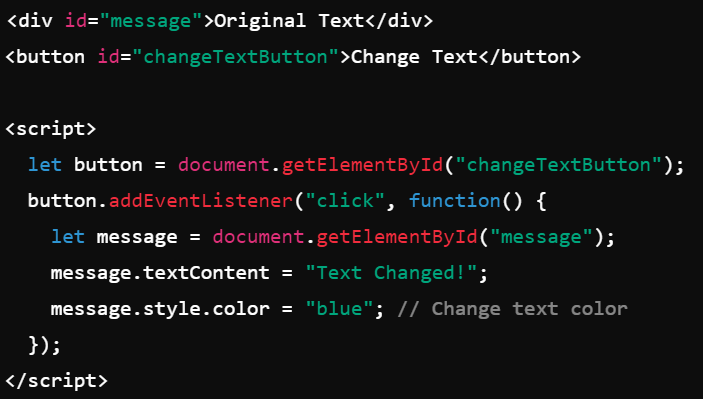 <div id="message">Original Text</div>
<button id="changeTextButton">Change Text</button>
<script>
let button = document.getElementById("changeTextButton");
button.addEventListener("click", function() {
let message = document.getElementById("message");
message.textContent = "Text Changed!";
message.style.color = "blue"; // Change text color
});
</script>